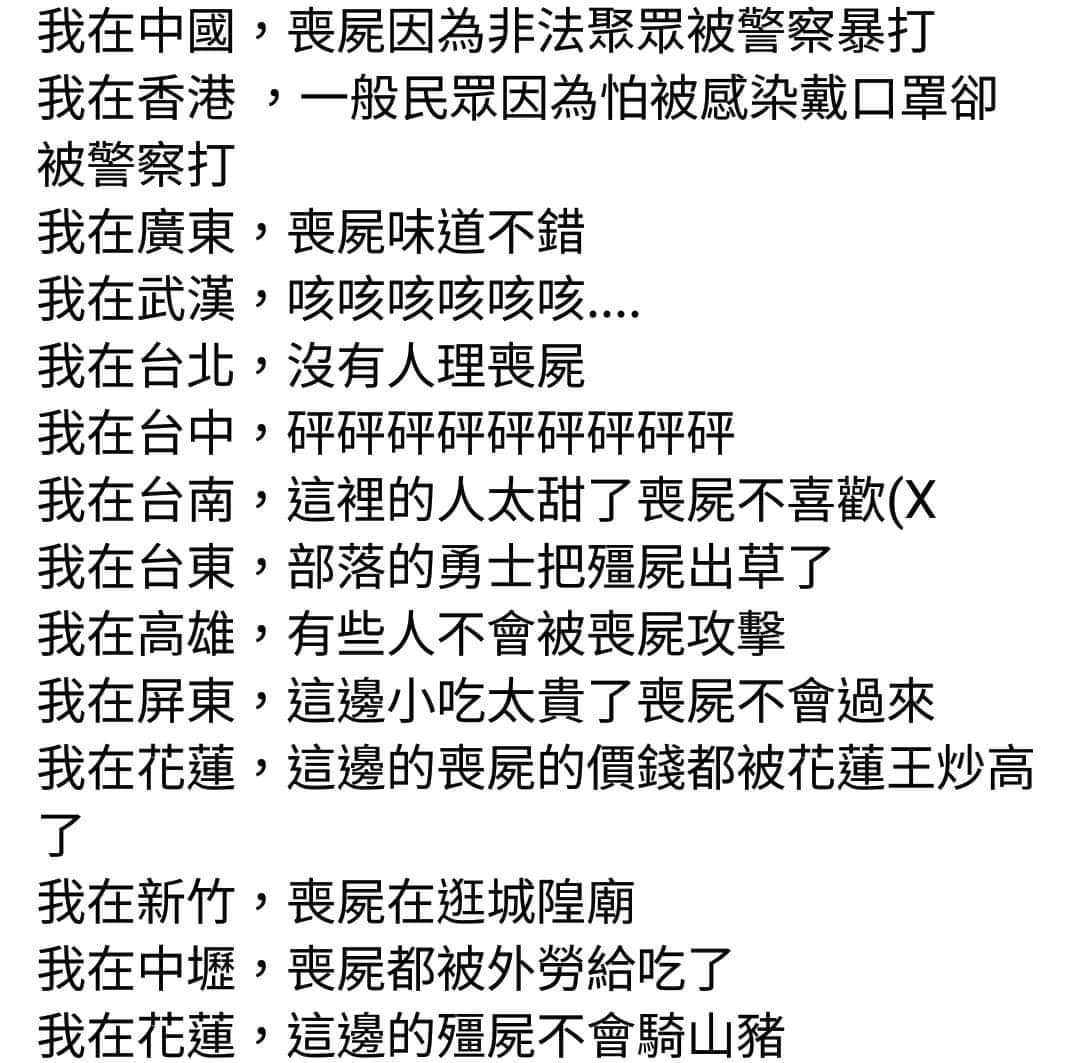 我在中國，喪屍因為非法聚眾被警察暴打
我在香港 ，一般民眾因為怕被感染戴口罩卻
被警察打
我在廣東，喪屍味道不錯
我在武漢，咳咳咳咳咳咳....
我在台北，沒有人理喪屍
我在台中，砰砰砰砰砰砰砰砰砰
我在台南，這裡的人太甜了喪屍不喜歡(X
我在台東，部落的勇士把殭屍出草了
我在高雄，有些人不會被喪屍攻擊
我在屏東，這邊小吃太貴了喪屍不會過來
我在花蓮，這邊的喪屍的價錢都被花蓮王炒高
了
我在新竹，喪屍在逛城隍廟
我在中壢，喪屍都被外勞給吃了
我在花蓮，這邊的殭屍不會騎山豬